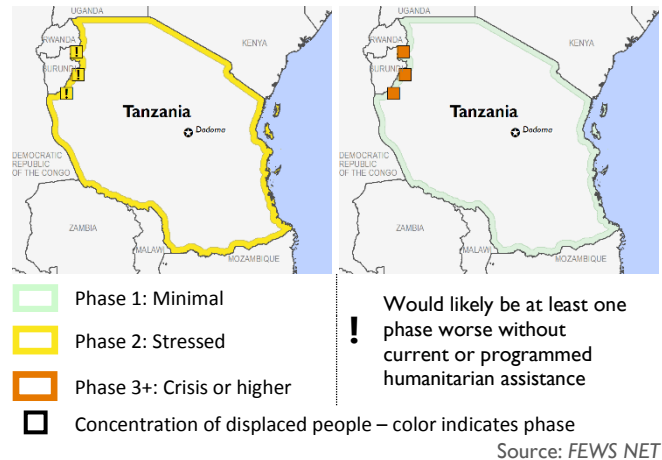 UGANDA
RWANDA
KENYA
!
BURUNDI
!
!
Tanzania
Dodoma
DEMOCRATIC
REPUBLIC
OF THE CONGO
ZAMBIA
MALAWI
MOZAMBIQUE
UGANDA
RWANDA
KENYA
BURUNDI
Tanzania
Dodoma
DEMOCRATIC
REPUBLIC
OF THE CONGO
ZAMBIA
MALAWI
MOZAMBIQUE
Phase 1: Minimal
Phase 2: Stressed
Phase 3+: Crisis or higher
! Would likely be at least one
phase worse without
current or programmed
humanitarian assistance
Concentration of displaced people – color indicates phase
Source: FEWS NET